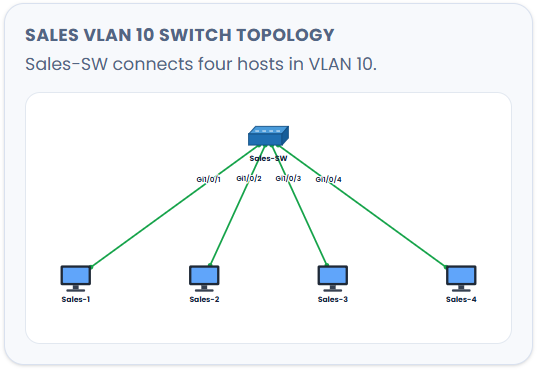 SALES VLAN 10 SWITCH TOPOLOGY
Sales-SW connects four hosts in VLAN 10.
Sales-SW
Gi1/0/1 Gi1/0/2 Gi1/0/3 Gi1/0/4
Sales-1 Sales-2 Sales-3 Sales-4